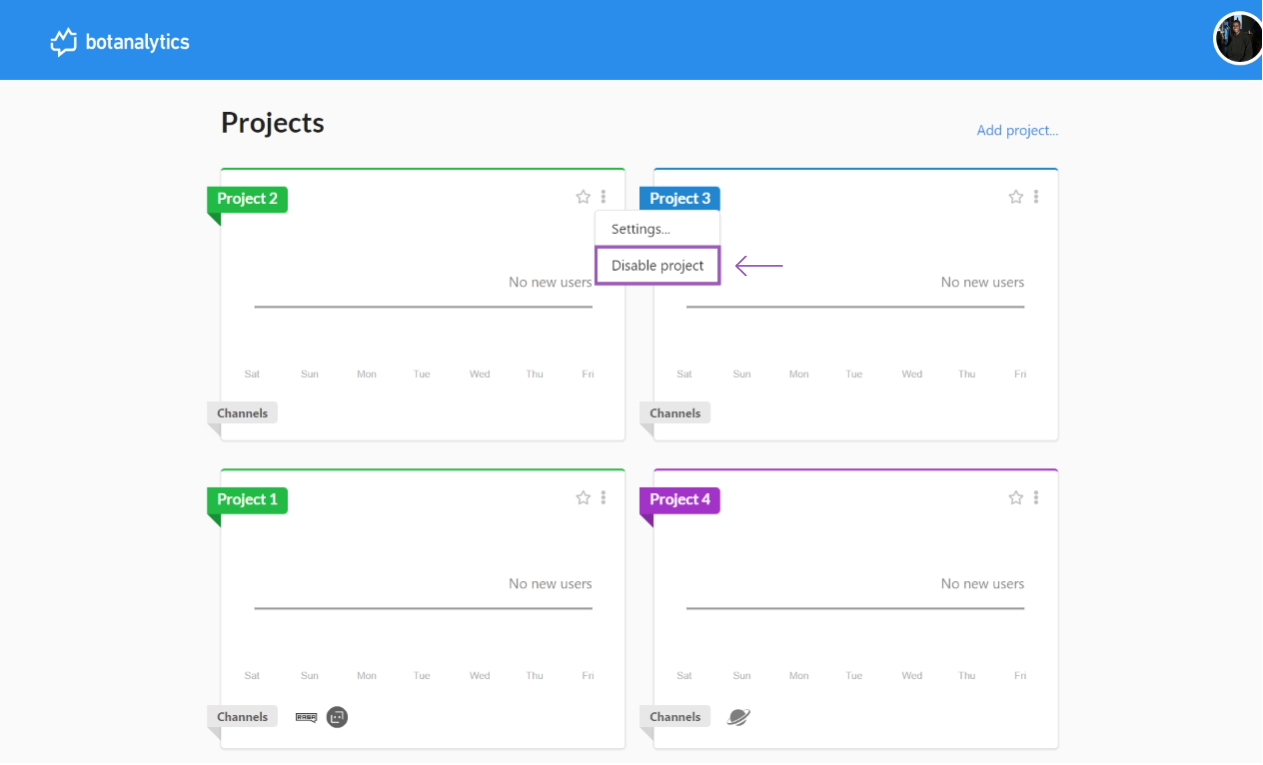 botanalytics
Projects
Add project...
Project 2
Project 3
Settings...
Disable project
No new users
No new users
Sat Sun Mon Tue Wed Thu Fri
Sat Sun Mon Tue Wed Thu Fri
Channels
Channels
Project 1
Project 4
No new users
No new users
Sat Sun Mon Tue Wed Thu Fri
Sat Sun Mon Tue Wed Thu Fri
Channels
Channels